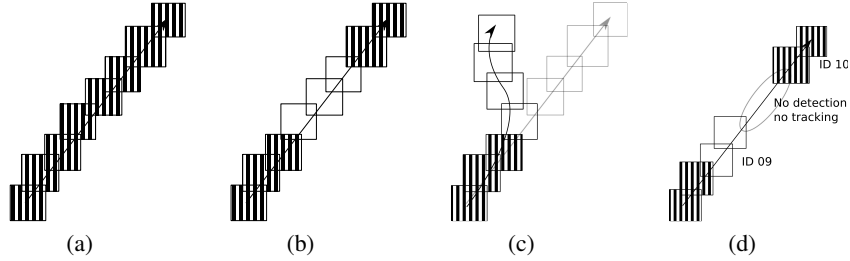 ID 10
No detection
no tracking
ID 09
(a) (b) (c) (d)